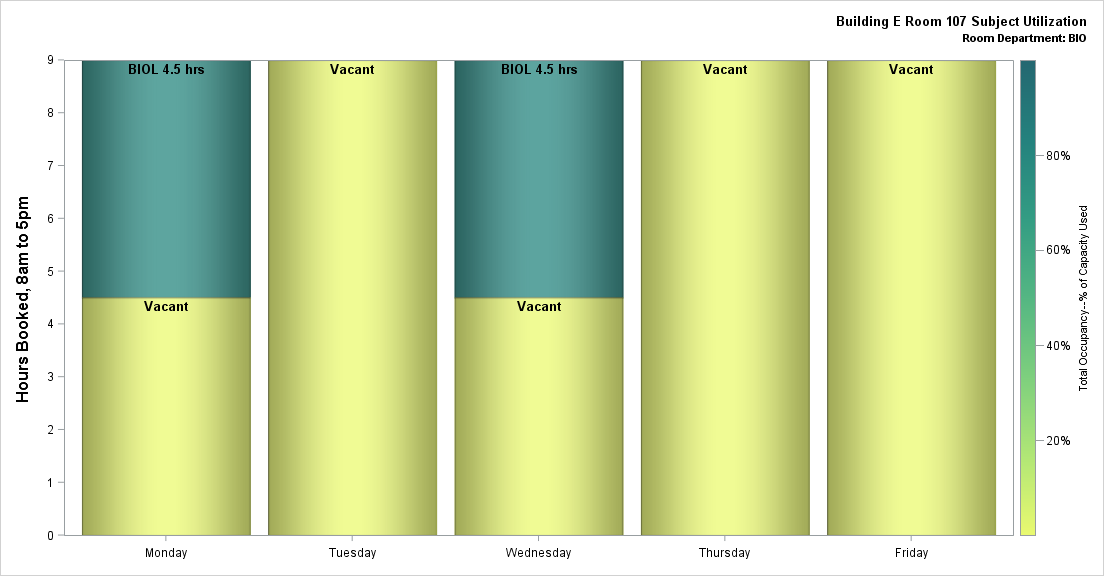 Building E Room 107 Subject Utilization
Room Department: BIO
Hours Booked, 8am to 5pm
9
8
7
6
5
4
3
2
1
0
BIOL 4.5 hrs
Vacant
Vacant
BIOL 4.5 hrs
Vacant
Vacant
Vacant
Monday
Tuesday
Wednesday
Thursday
Friday
80%
60%
40%
20%
Total Occupancy--% of Capacity Used